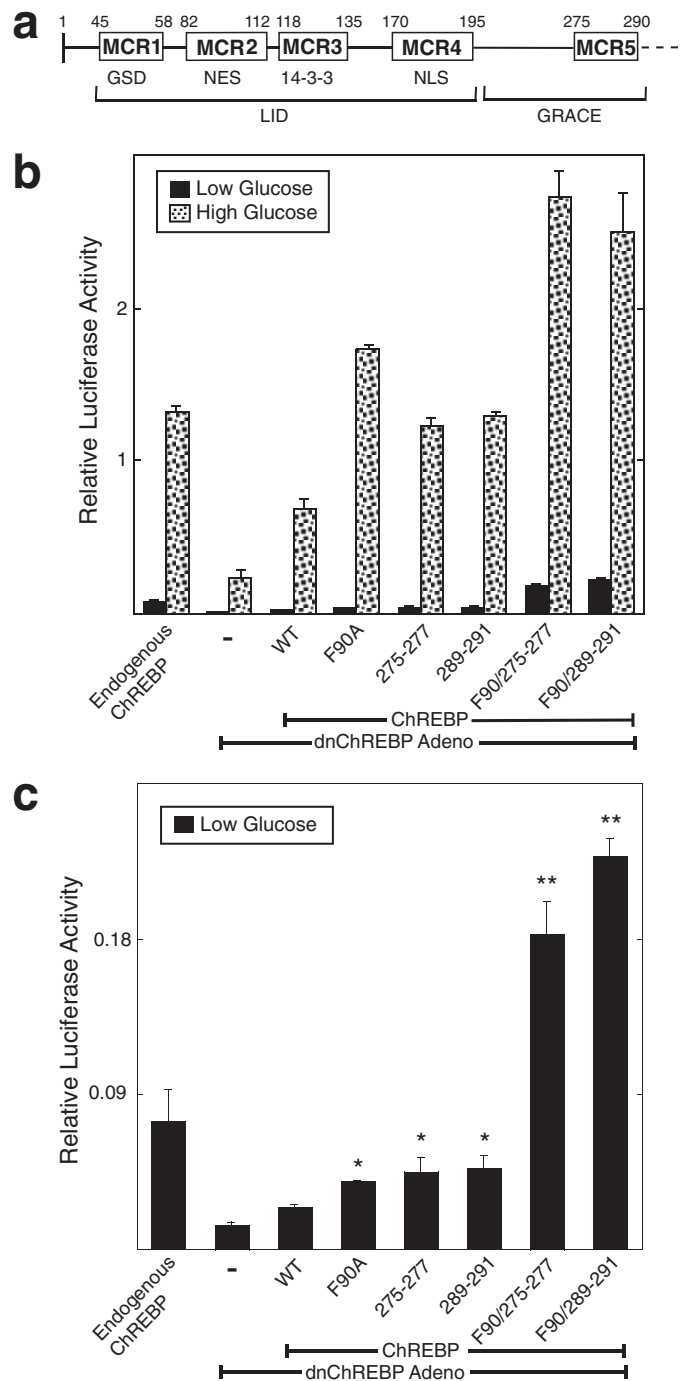 a
1 45 58 82 112 118 135 170 195 275 290
MCR1 MCR2 MCR3 MCR4 MCR5
GSD NES 14-3-3 NLS
LID GRACE
b
Low Glucose
High Glucose
Relative Luciferase Activity
2
1
Endogenous
ChREBP
-
WT
F90A
275-277
289-291
F90/275-277
F90/289-291
ChREBP
dnChREBP Adeno
c
Low Glucose
Relative Luciferase Activity
0.18
0.09
* * * ** **
Endogenous
ChREBP
-
WT
F90A
275-277
289-291
F90/275-277
F90/289-291
ChREBP
dnChREBP Adeno